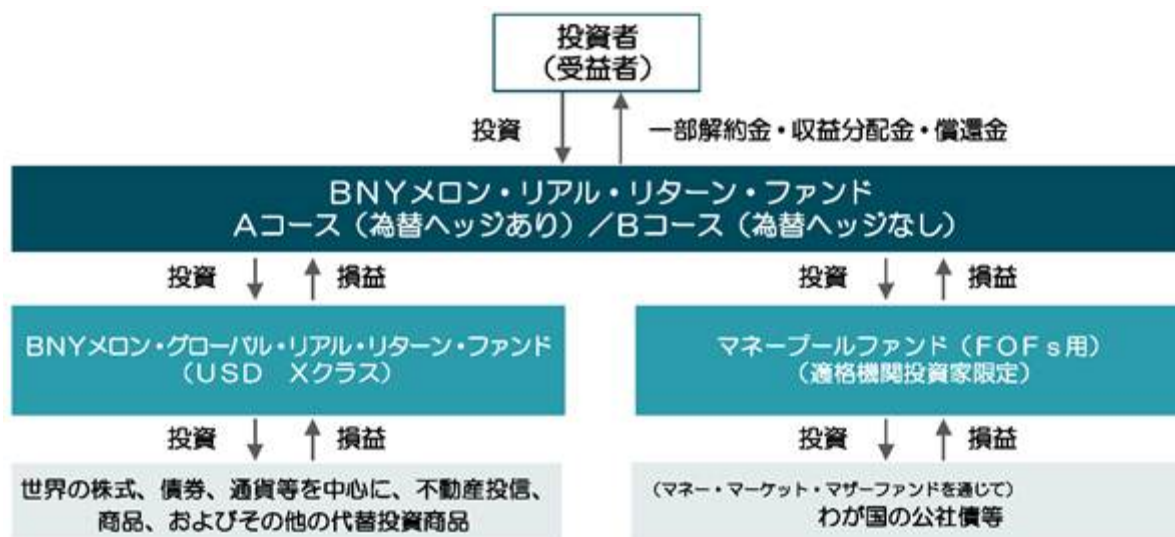 投資者
（受益者）
投資
一部解約金・収益分配金・償還金
ＢＮＹメロン・リアル・リターン・ファンド
Ａコース（為替ヘッジあり）／Ｂコース（為替ヘッジなし）
投資
損益
投資
損益
ＢＮＹメロン・グローバル・リアル・リターン・ファンド
（ＵＳＤ　Ｘクラス）
マネープールファンド（ＦＯＦｓ用）
（適格機関投資家限定）
投資
損益
投資
損益
世界の株式、債券、通貨等を中心に、不動産投信、
商品、およびその他の代替投資商品
（マネー・マーケット・マザーファンドを通じて）
わが国の公社債等